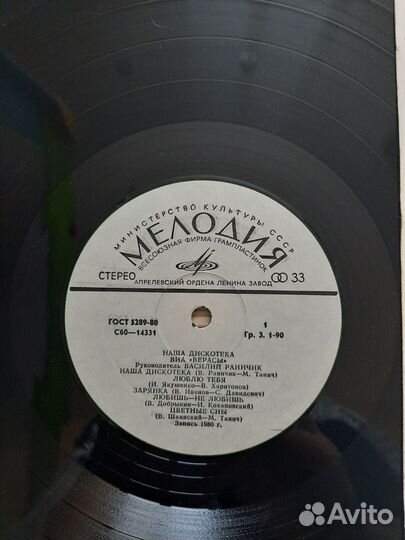 МИНИСТЕРСТВО КУЛЬТУРЫ СССР
МЕЛОДИЯ
ВСЕСОЮЗНАЯ ФИРМА ГРАМПЛАСТИНОК
СТЕРЕО
33
АПРЕЛЕВСКИЙ ОРДЕНА ЛЕНИНА ЗАВОД
ГОСТ 5289-80
С60—14331
1
Гр. 3. 1-90
НАША ДИСКОТЕКА
ВИА «ВЕРАСЫ»
Руководитель ВАСИЛИЙ РАИНЧИК
НАША ДИСКОТЕКА (В. Раинчик—М. Танич)
ЛЮБЛЮ ТЕБЯ
(И. Якушенко—В. Харитонов)
ЗАРЯНКА (В. Иванов—С. Давидович)
ЛЮБИШЬ—НЕ ЛЮБИШЬ
(В. Добрынин—И. Кохановский)
ЦВЕТНЫЕ СНЫ
(В. Шаинский—М. Танич)
Запись 1980 г.
Avito